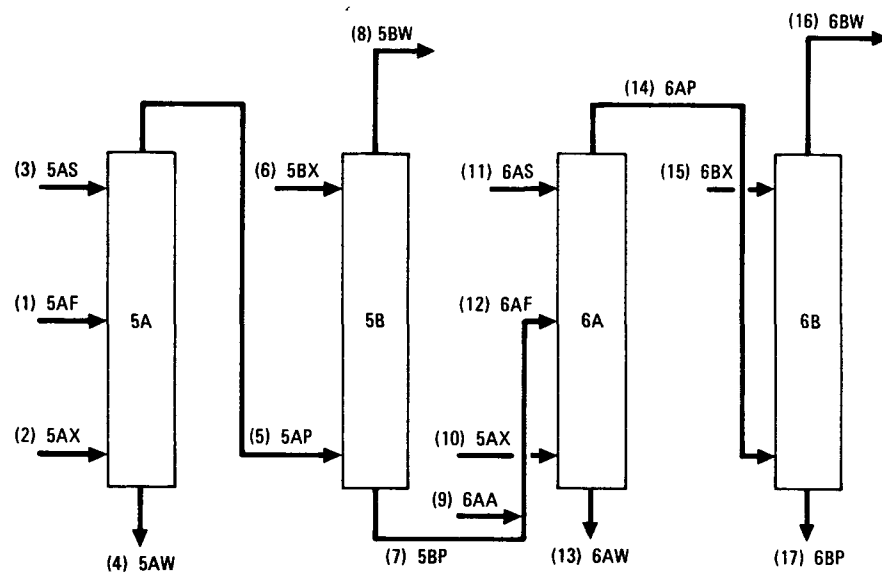 (8) 5BW
(16) 6BW
(14) 6AP
(3) 5AS
(6) 5BX
(11) 6AS
(15) 6BX
(1) 5AF
5A
5B
(12) 6AF
6A
6B
(2) 5AX
(5) 5AP
(10) 5AX
(9) 6AA
(4) 5AW
(7) 5BP
(13) 6AW
(17) 6BP